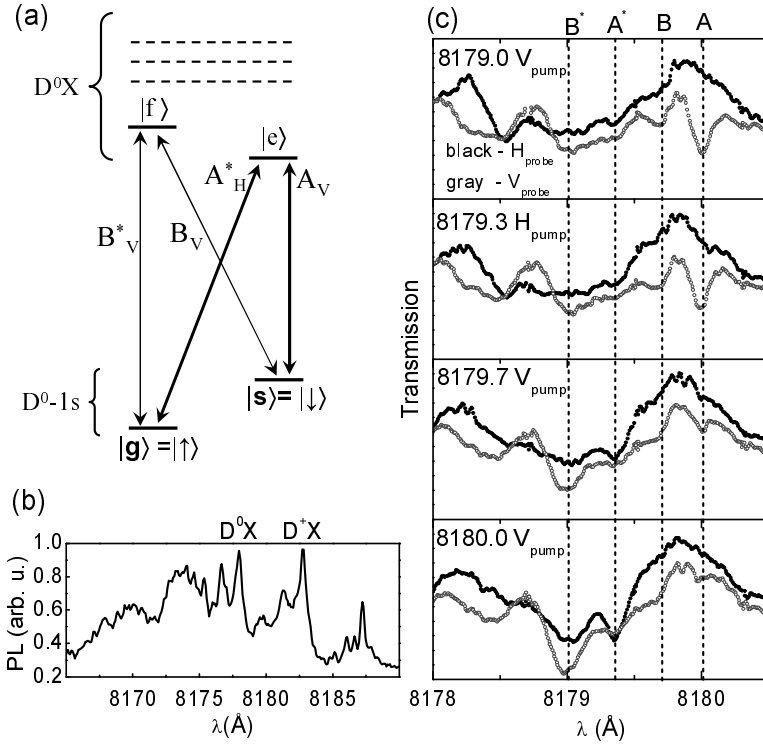 (a)
D⁰X
|f⟩
|e⟩
A*H
AV
B*V
BV
D⁰-1s
|s⟩=|↓⟩
|g⟩ =|↑⟩
(b)
D⁰X D⁺X
PL (arb. u.)
1.0
0.8
0.6
0.4
0.2
8170 8175 8180 8185
λ(Å)
(c)
B* A* B A
8179.0 Vpump
black - Hprobe
gray - Vprobe
8179.3 Hpump
8179.7 Vpump
8180.0 Vpump
Transmission
8178 8179 8180
λ (Å)